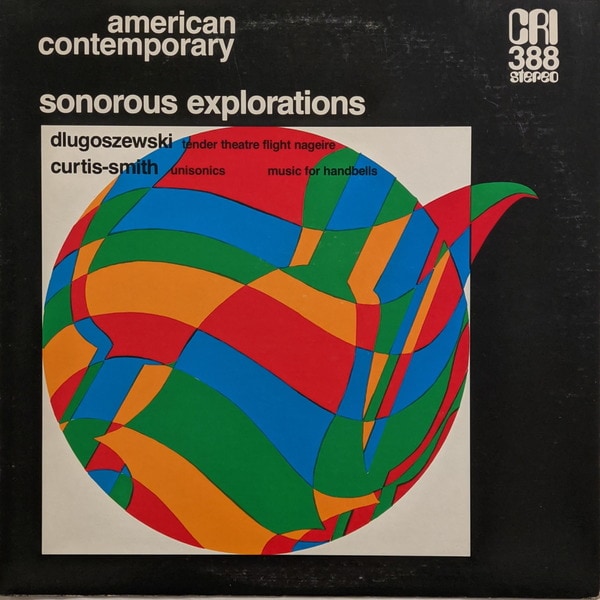 american
contemporary
CRI
388
stereo
sonorous explorations
dlugoszewski tender theatre flight nageire
curtis-smith unisonics music for handbells